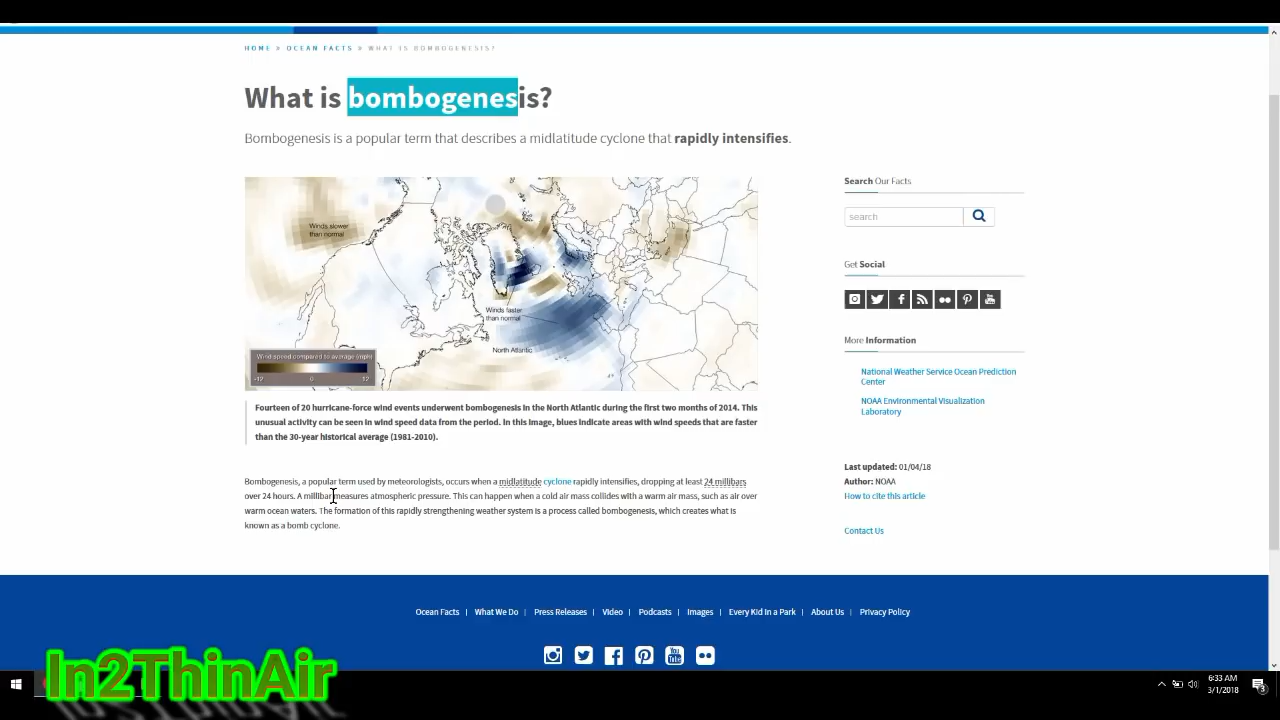 HOME » OCEAN FACTS » WHAT IS BOMBOGENESIS?
What is bombogenesis?
Bombogenesis is a popular term that describes a midlatitude cyclone that rapidly intensifies.
Winds slower
than normal
Winds faster
than normal
North Atlantic
Wind speed compared to average (mph)
-12 0 12
Fourteen of 20 hurricane-force wind events underwent bombogenesis in the North Atlantic during the first two months of 2014. This
unusual activity can be seen in wind speed data from the period. In this image, blues indicate areas with wind speeds that are faster
than the 30-year historical average (1981-2010).
Bombogenesis, a popular term used by meteorologists, occurs when a midlatitude cyclone rapidly intensifies, dropping at least 24 millibars
over 24 hours. A millibar measures atmospheric pressure. This can happen when a cold air mass collides with a warm air mass, such as air over
warm ocean waters. The formation of this rapidly strengthening weather system is a process called bombogenesis, which creates what is
known as a bomb cyclone.
Search Our Facts
search
Get Social
More Information
National Weather Service Ocean Prediction
Center
NOAA Environmental Visualization
Laboratory
Last updated: 01/04/18
Author: NOAA
How to cite this article
Contact Us
Ocean Facts | What We Do | Press Releases | Video | Podcasts | Images | Every Kid in a Park | About Us | Privacy Policy
In2ThinAir
6:33 AM
3/1/2018